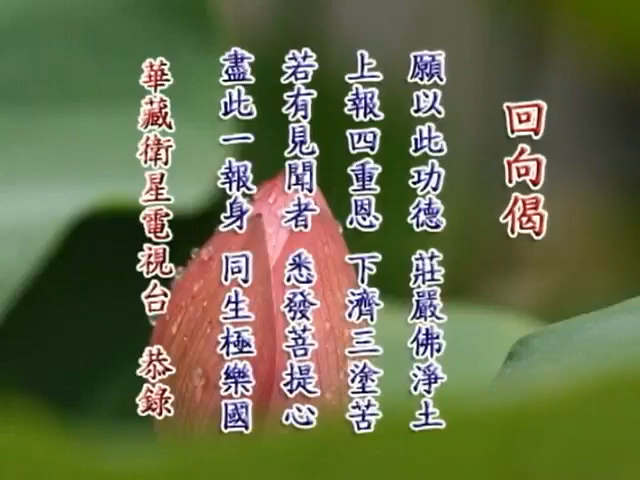 回向偈
願以此功德 莊嚴佛淨土
上報四重恩 下濟三塗苦
若有見聞者 悉發菩提心
盡此一報身 同生極樂國
華藏衛星電視台 恭錄